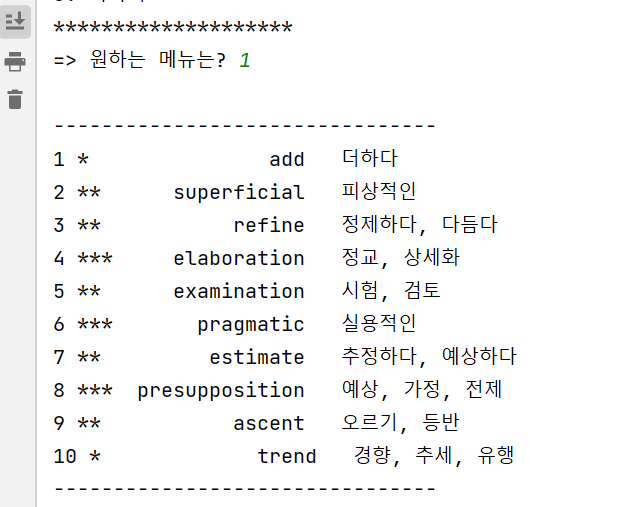 ********************
=> 원하는 메뉴는? 1
--------------------------------
1 * add 더하다
2 ** superficial 피상적인
3 ** refine 정제하다, 다듬다
4 *** elaboration 정교, 상세화
5 ** examination 시험, 검토
6 *** pragmatic 실용적인
7 ** estimate 추정하다, 예상하다
8 *** presupposition 예상, 가정, 전제
9 ** ascent 오르기, 등반
10 * trend 경향, 추세, 유행
--------------------------------